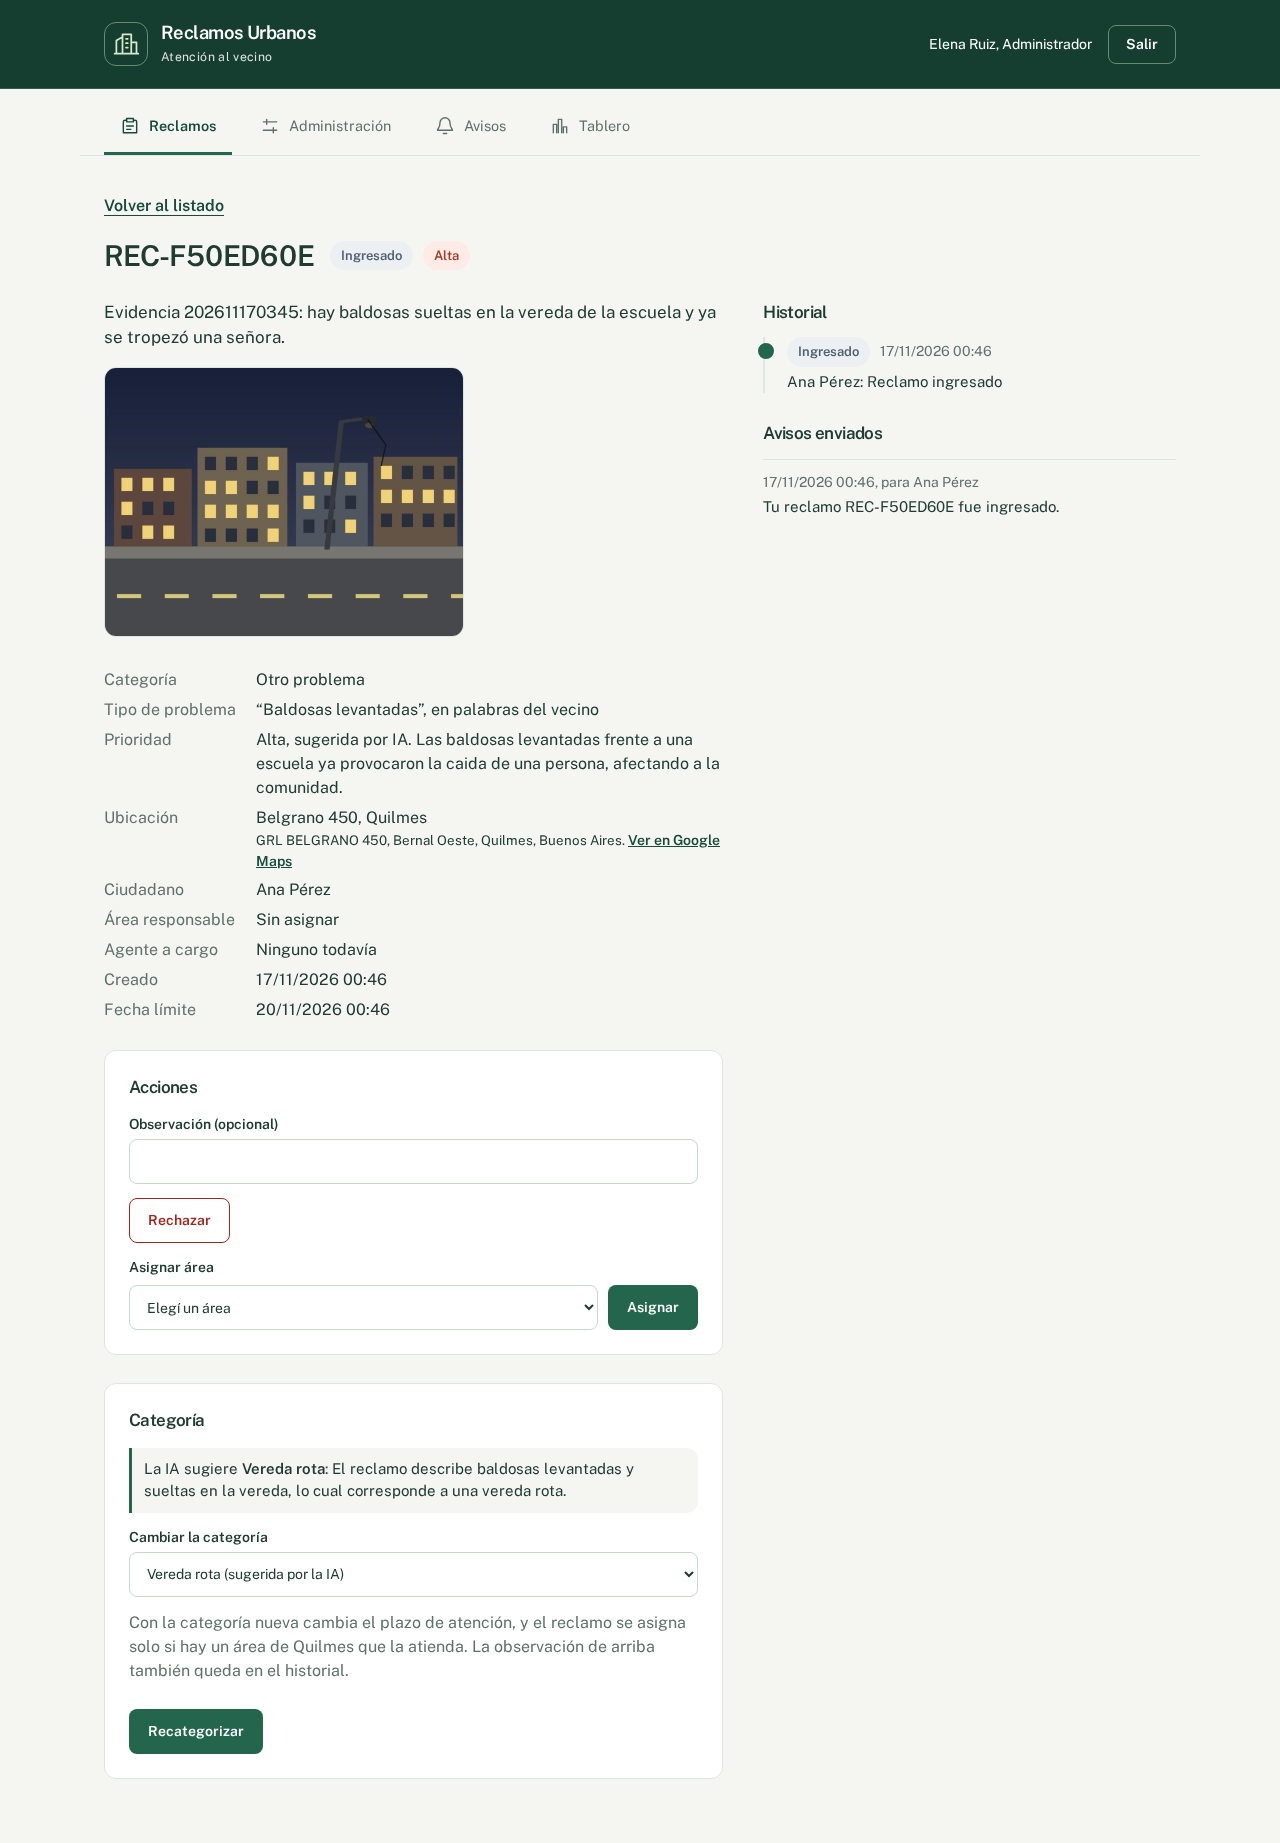 Reclamos Urbanos
Atención al vecino
Elena Ruiz, Administrador
Salir
Reclamos
Administración
Avisos
Tablero
Volver al listado
REC-F50ED60E
Ingresado
Alta
Evidencia 202611170345: hay baldosas sueltas en la vereda de la escuela y ya
se tropezó una señora.
Categoría
Otro problema
Tipo de problema
“Baldosas levantadas”, en palabras del vecino
Prioridad
Alta, sugerida por IA. Las baldosas levantadas frente a una
escuela ya provocaron la caida de una persona, afectando a la
comunidad.
Ubicación
Belgrano 450, Quilmes
GRL BELGRANO 450, Bernal Oeste, Quilmes, Buenos Aires. Ver en Google
Maps
Ciudadano
Ana Pérez
Área responsable
Sin asignar
Agente a cargo
Ninguno todavía
Creado
17/11/2026 00:46
Fecha límite
20/11/2026 00:46
Acciones
Observación (opcional)
Rechazar
Asignar área
Elegí un área
Asignar
Categoría
La IA sugiere Vereda rota: El reclamo describe baldosas levantadas y
sueltas en la vereda, lo cual corresponde a una vereda rota.
Cambiar la categoría
Vereda rota (sugerida por la IA)
Con la categoría nueva cambia el plazo de atención, y el reclamo se asigna
solo si hay un área de Quilmes que la atienda. La observación de arriba
también queda en el historial.
Recategorizar
Historial
Ingresado
17/11/2026 00:46
Ana Pérez: Reclamo ingresado
Avisos enviados
17/11/2026 00:46, para Ana Pérez
Tu reclamo REC-F50ED60E fue ingresado.